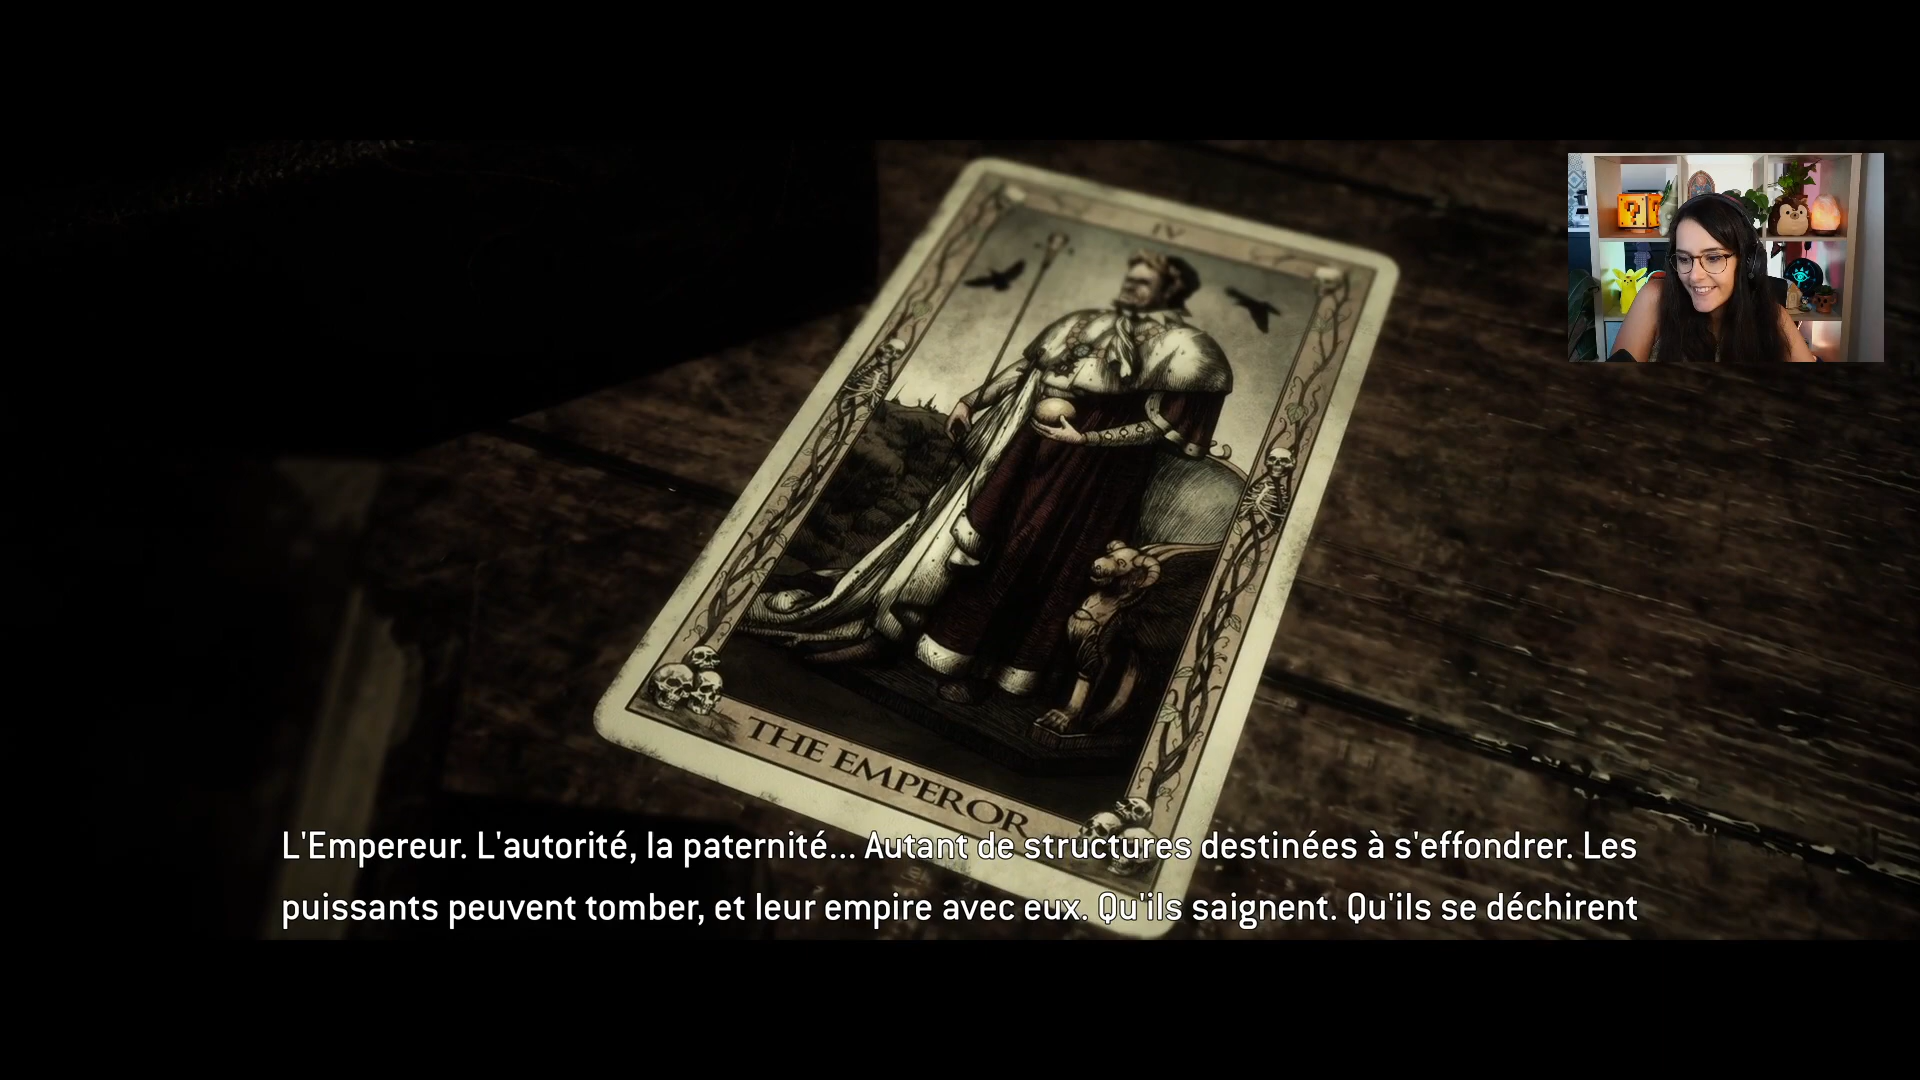 IV
THE EMPEROR
L'Empereur. L'autorité, la paternité... Autant de structures destinées à s'effondrer. Les
puissants peuvent tomber, et leur empire avec eux. Qu'ils saignent. Qu'ils se déchirent